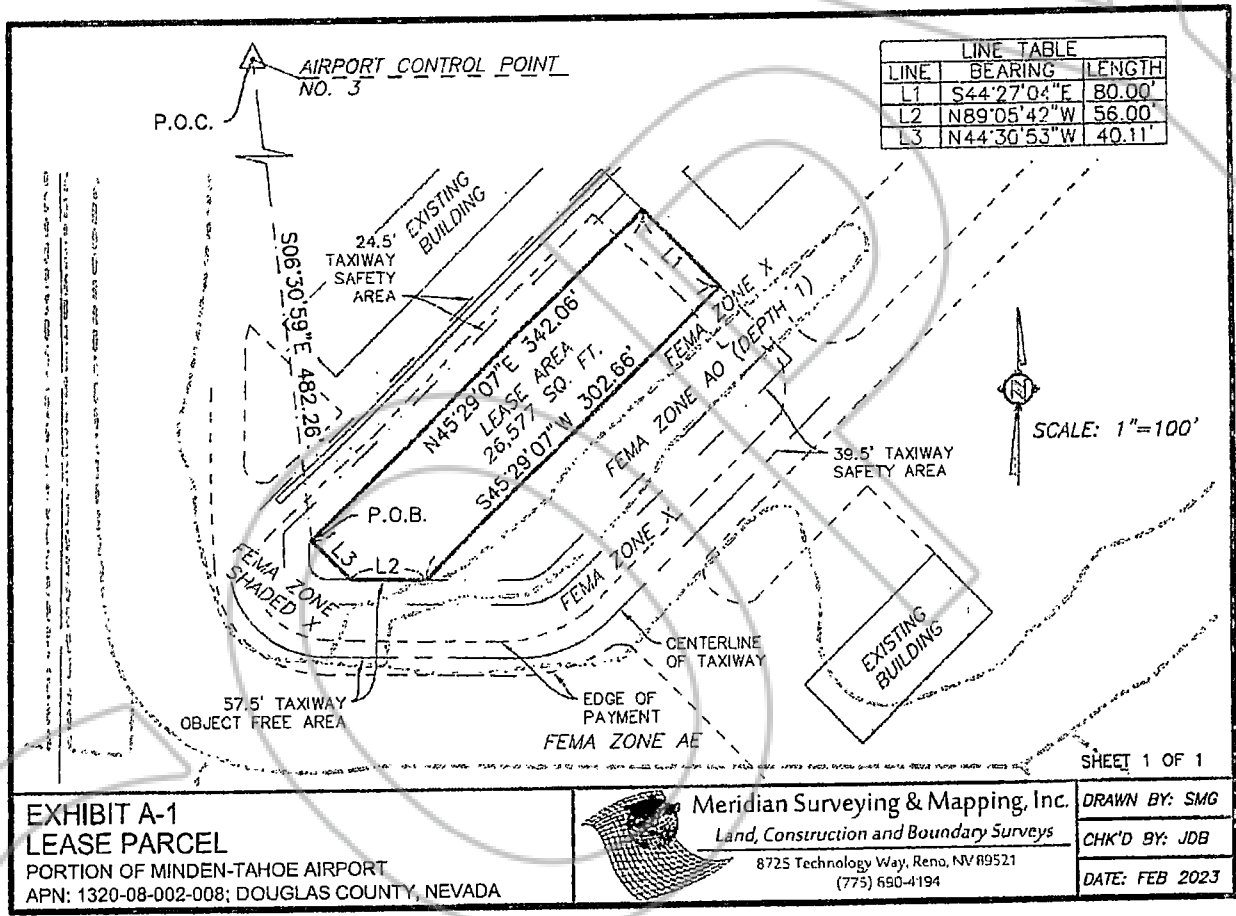 AIRPORT CONTROL POINT
NO. 3
P.O.C.
LINE TABLE
LINE BEARING LENGTH
L1 S44°27'04"E 80.00'
L2 N89°05'42"W 56.00'
L3 N44°30'53"W 40.11'
EXISTING
BUILDING
24.5'
TAXIWAY
SAFETY
AREA
S06°30'59"E 482.26'
L1
N45°29'07"E 342.06'
LEASE AREA
26,577 SQ. FT.
S45°29'07"W 302.66'
FEMA ZONE X
FEMA ZONE AO (DEPTH 1)
N
SCALE: 1"=100'
39.5' TAXIWAY
SAFETY AREA
P.O.B.
L3
L2
FEMA ZONE
SHADED X
FEMA ZONE X
CENTERLINE
OF TAXIWAY
EXISTING
BUILDING
57.5' TAXIWAY
OBJECT FREE AREA
EDGE OF
PAYMENT
FEMA ZONE AE
SHEET 1 OF 1
EXHIBIT A-1
LEASE PARCEL
PORTION OF MINDEN-TAHOE AIRPORT
APN: 1320-08-002-008; DOUGLAS COUNTY, NEVADA
Meridian Surveying & Mapping, Inc.
Land, Construction and Boundary Surveys
8725 Technology Way, Reno, NV 89521
(775) 690-4194
DRAWN BY: SMG
CHK'D BY: JDB
DATE: FEB 2023